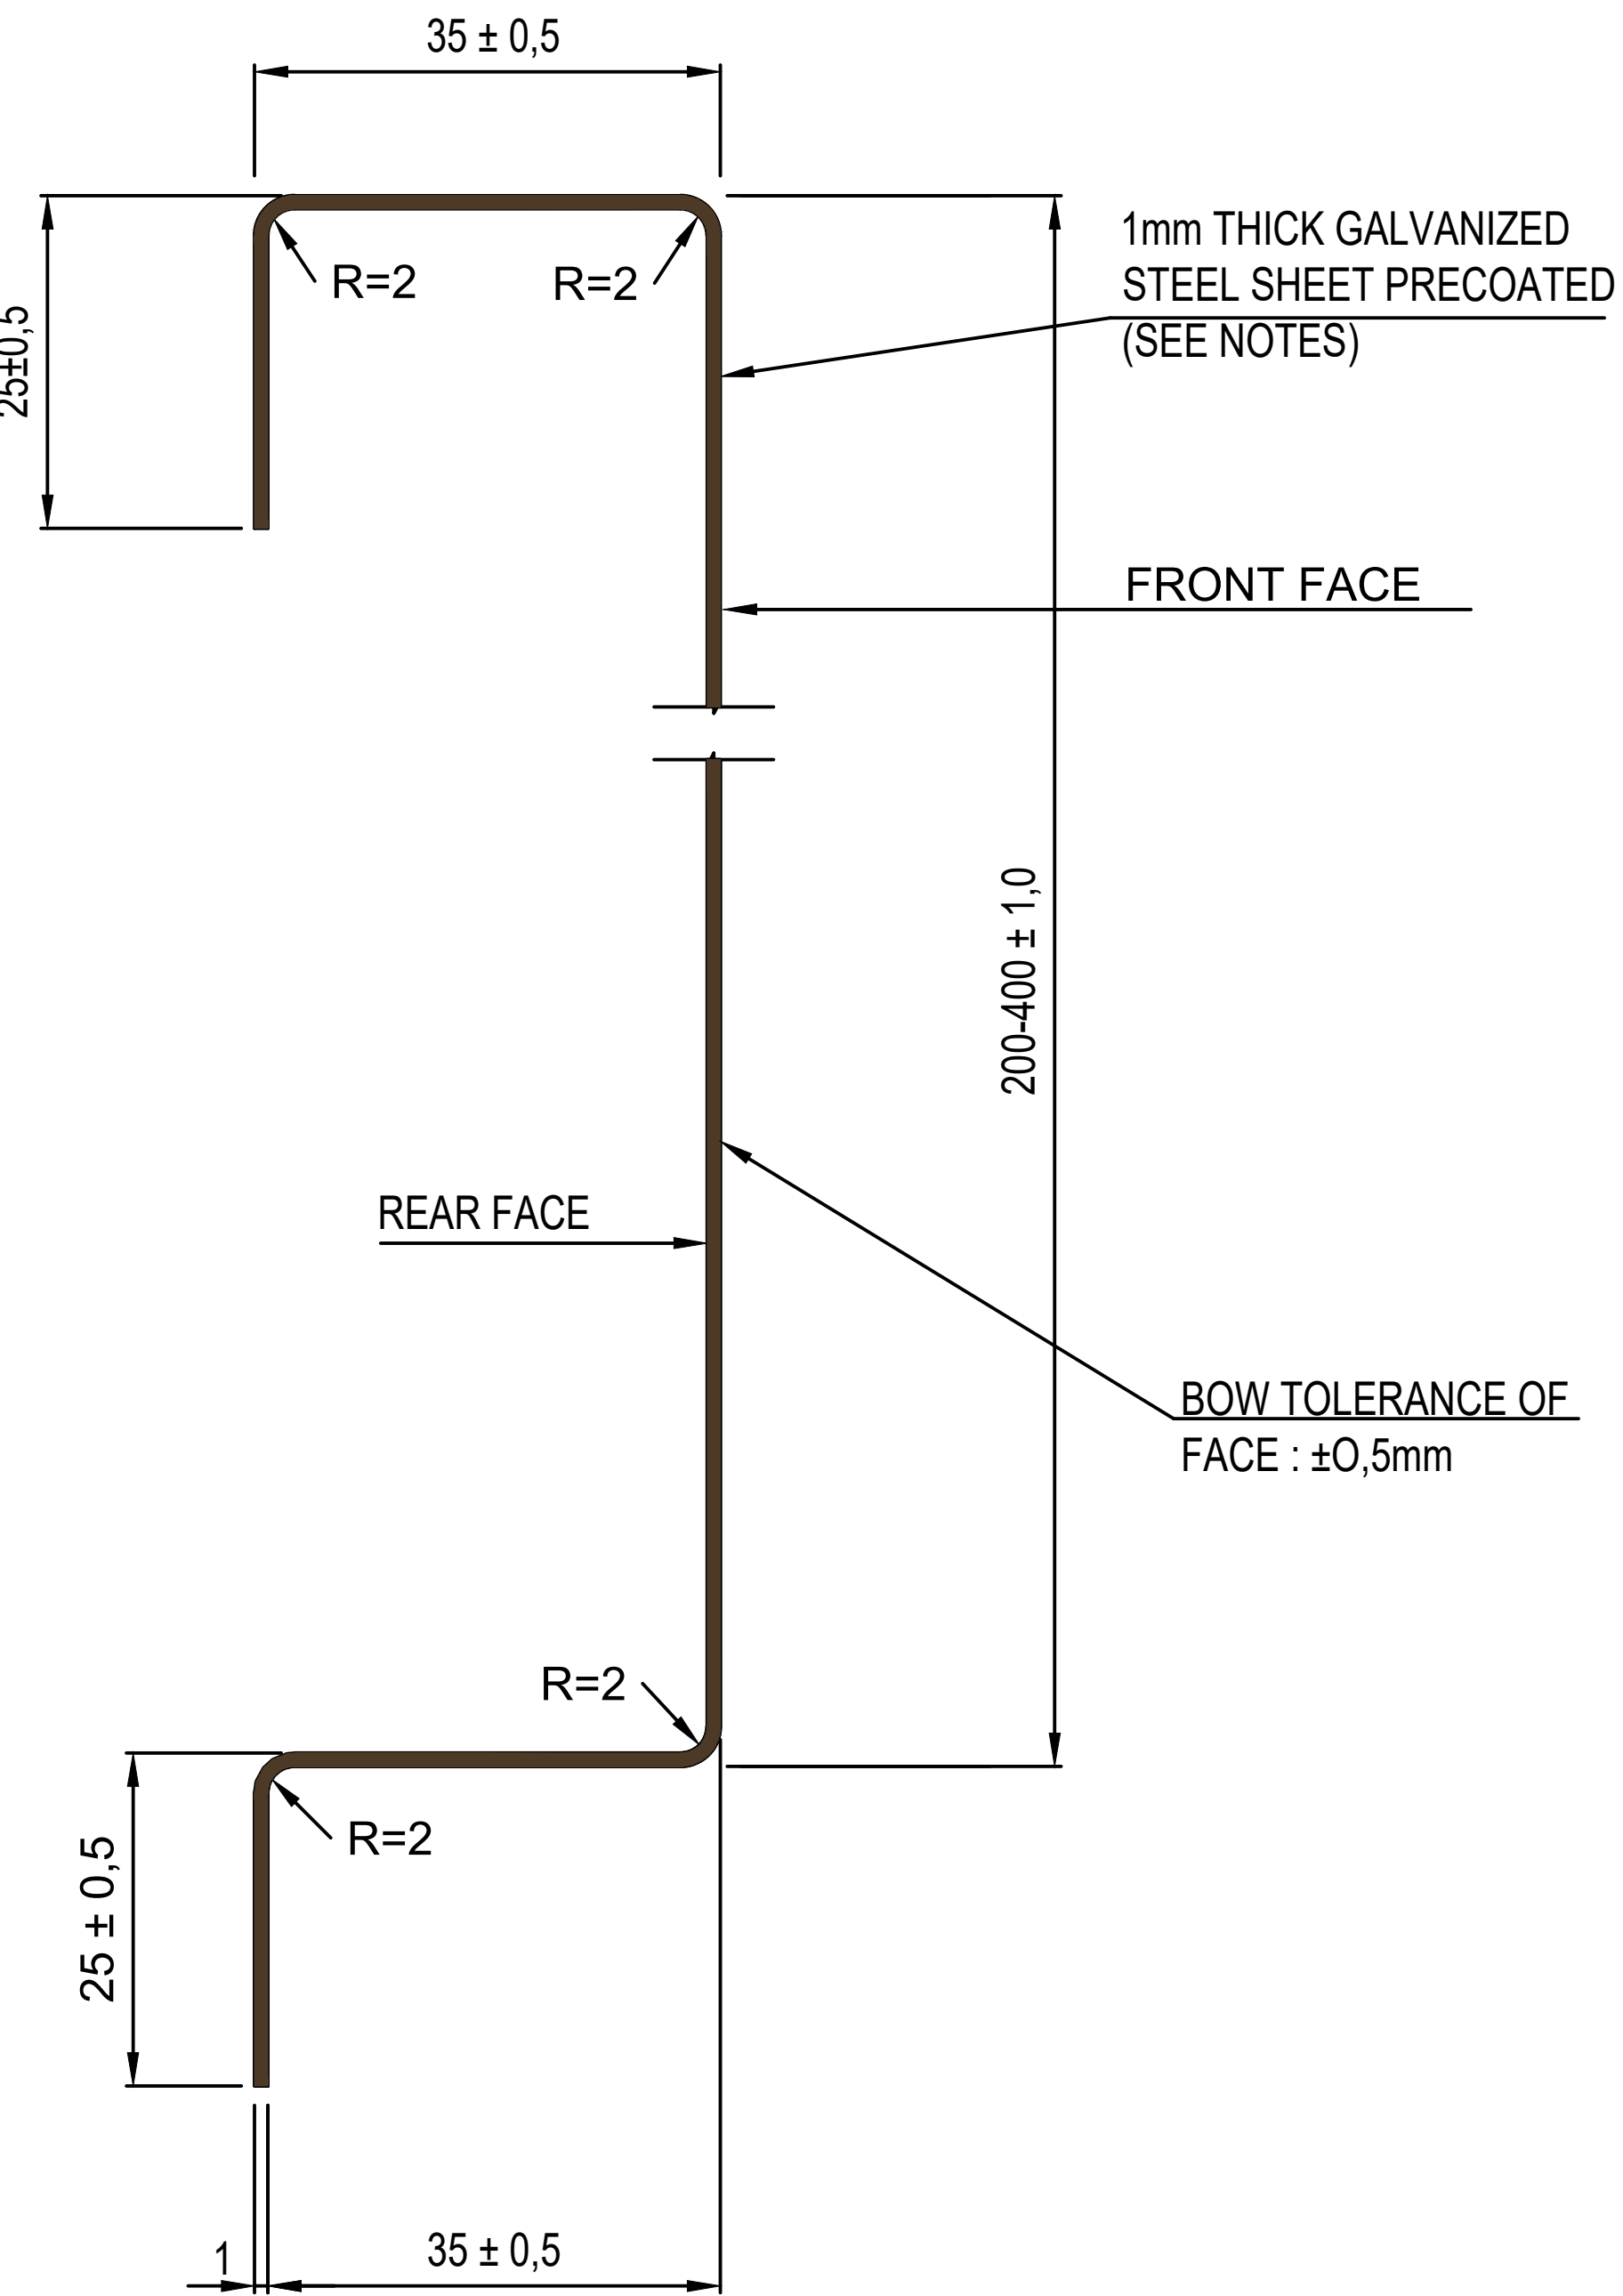 35 ± 0,5
25±0,5
R=2
R=2
1mm THICK GALVANIZED
STEEL SHEET PRECOATED
(SEE NOTES)
FRONT FACE
200-400 ± 1,0
REAR FACE
BOW TOLERANCE OF
FACE : ±O,5mm
R=2
R=2
25 ± 0,5
1
35 ± 0,5